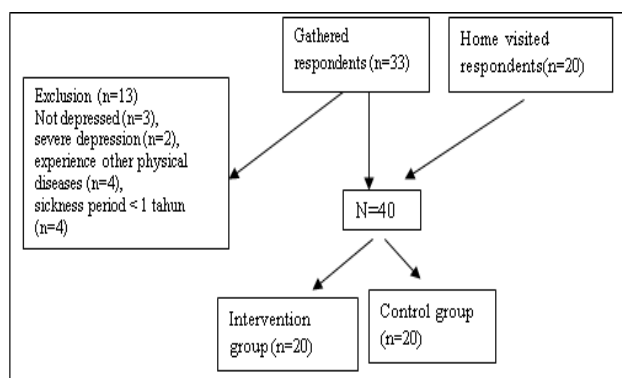 Gathered
respondents (n=33)
Home visited
respondents(n=20)
Exclusion (n=13)
Not depressed (n=3),
severe depression (n=2),
experience other physical
diseases (n=4),
sickness period < 1 tahun
(n=4)
N=40
Intervention
group (n=20)
Control group
(n=20)